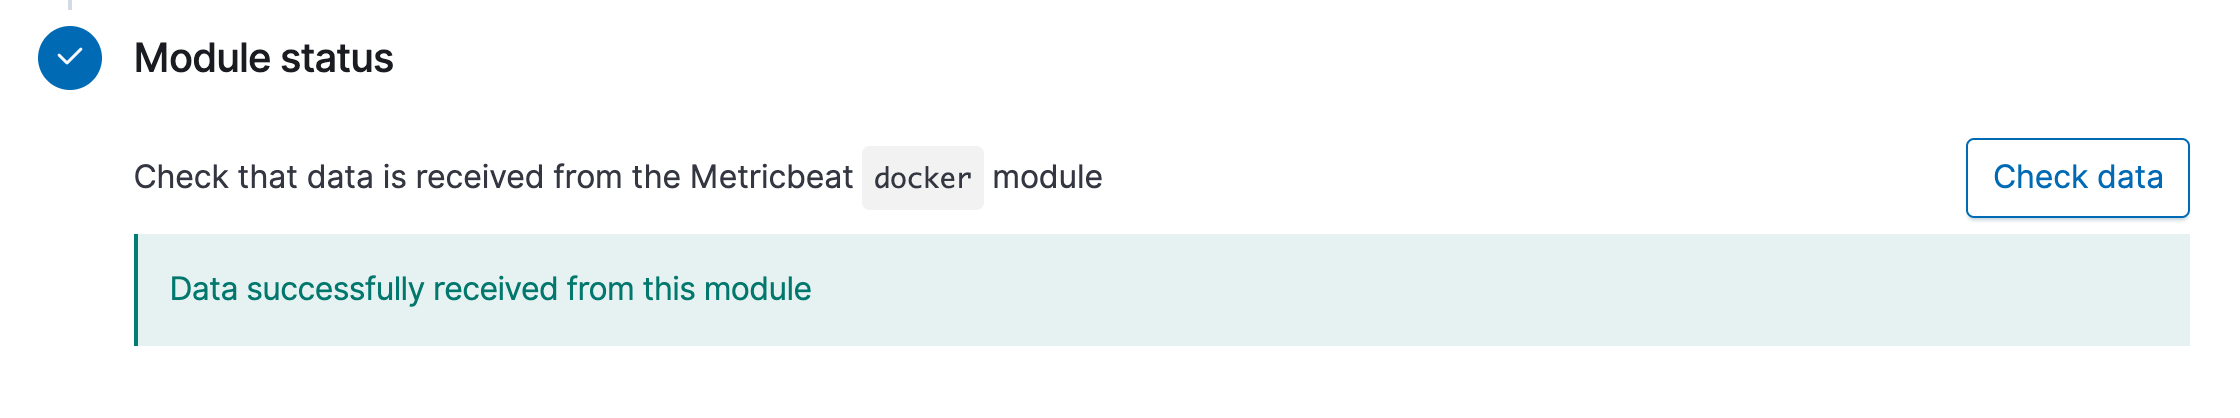 Module status
Check that data is received from the Metricbeat docker module
Check data
Data successfully received from this module